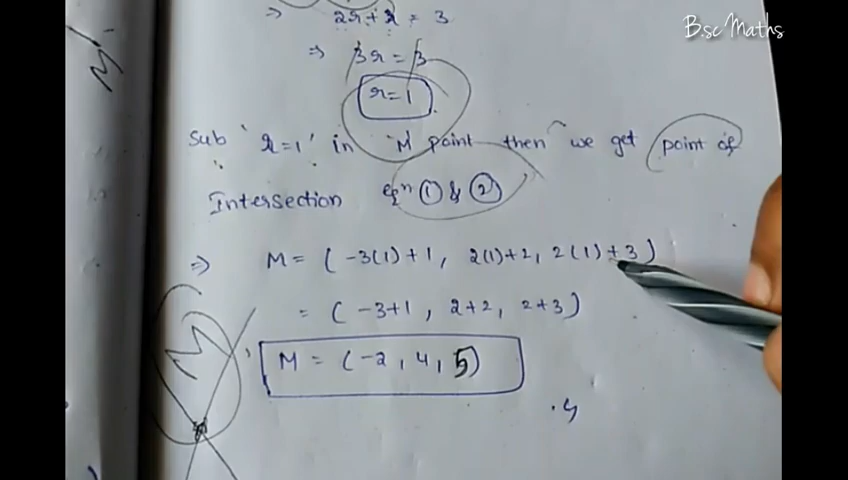 B.sc Maths
⇒ 2r + r = 3
⇒ 3r = 3
r=1
Sub 'r=1' in 'M' point then we get point of
Intersection eqⁿ ① & ②
⇒ M = ( -3(1)+1, 2(1)+2, 2(1)+3)
= ( -3+1, 2+2, 2+3)
M = (-2, 4, 5)